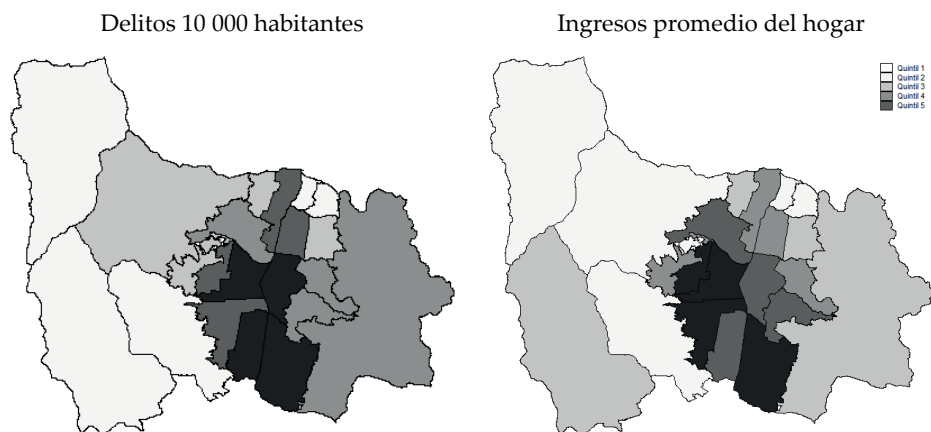 Delitos 10 000 habitantes
Ingresos promedio del hogar
Quintil 1
Quintil 2
Quintil 3
Quintil 4
Quintil 5